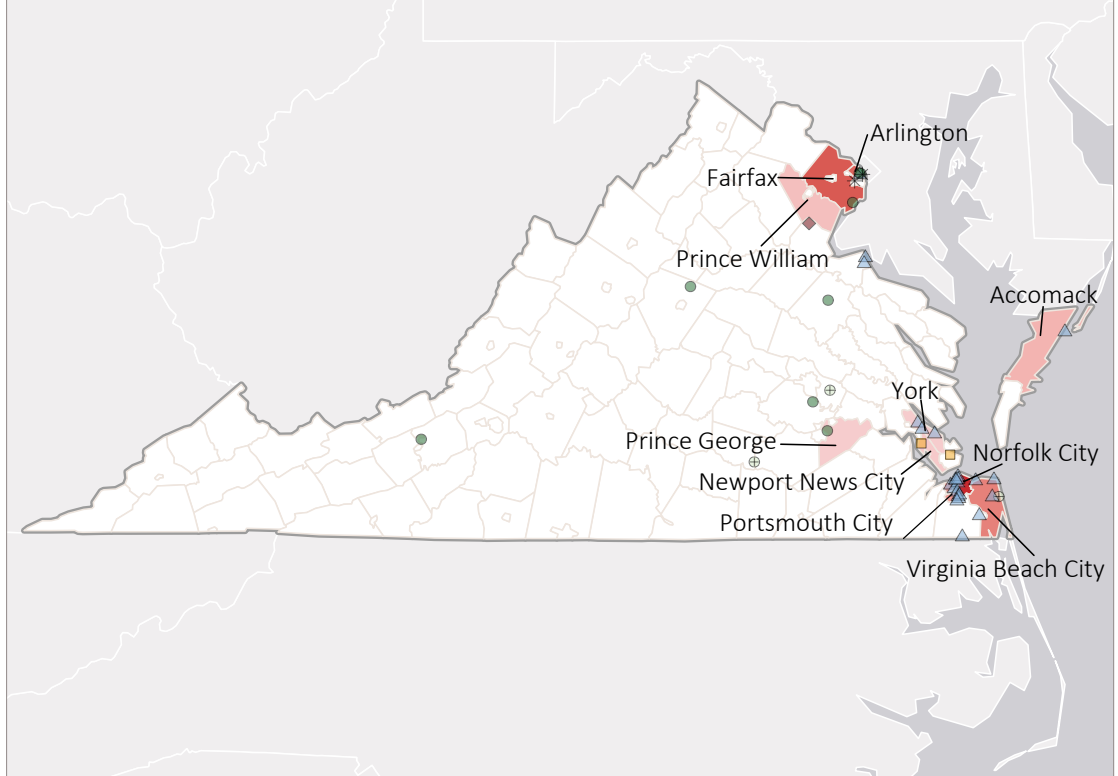 Arlington
Fairfax
Prince William
Accomack
York
Prince George
Norfolk City
Newport News City
Portsmouth City
Virginia Beach City